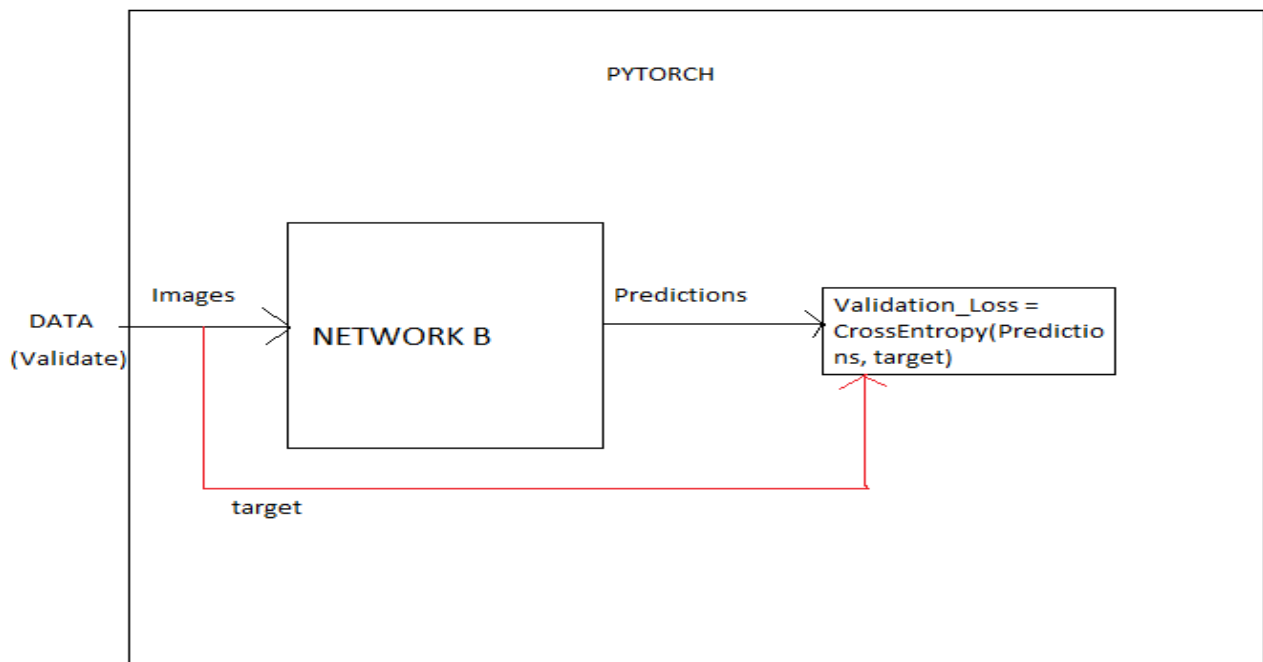 PYTORCH
DATA
(Validate)
Images
NETWORK B
Predictions
Validation_Loss =
CrossEntropy(Predictio
ns, target)
target